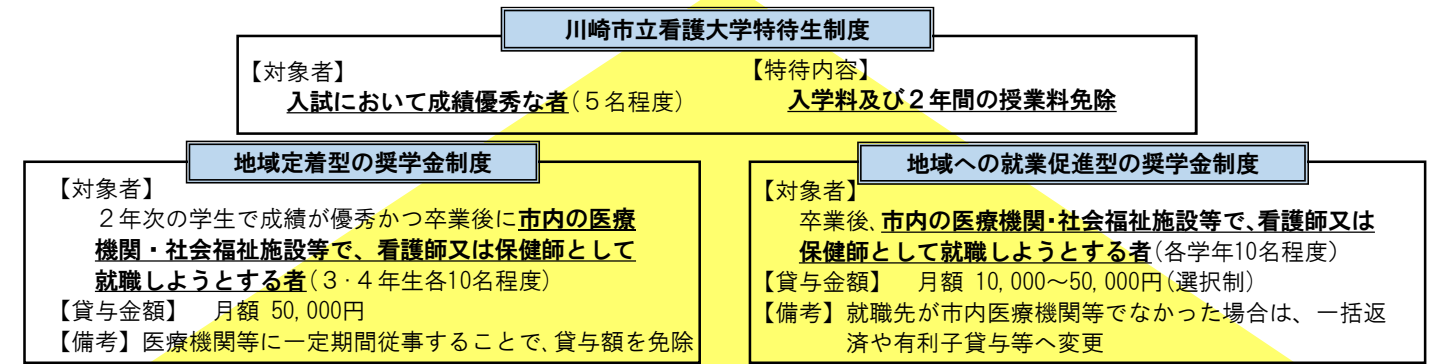 川崎市立看護大学特待生制度
【対象者】
入試において成績優秀な者(５名程度)
【特待内容】
入学料及び２年間の授業料免除
地域定着型の奨学金制度
【対象者】
２年次の学生で成績が優秀かつ卒業後に市内の医療
機関・社会福祉施設等で、看護師又は保健師として
就職しようとする者(３･４年生各10名程度)
【貸与金額】　月額 50,000円
【備考】医療機関等に一定期間従事することで、貸与額を免除
地域への就業促進型の奨学金制度
【対象者】
卒業後、市内の医療機関･社会福祉施設等で、看護師又は
保健師として就職しようとする者(各学年10名程度)
【貸与金額】　月額 10,000～50,000円(選択制)
【備考】就職先が市内医療機関等でなかった場合は、一括返
済や有利子貸与等へ変更